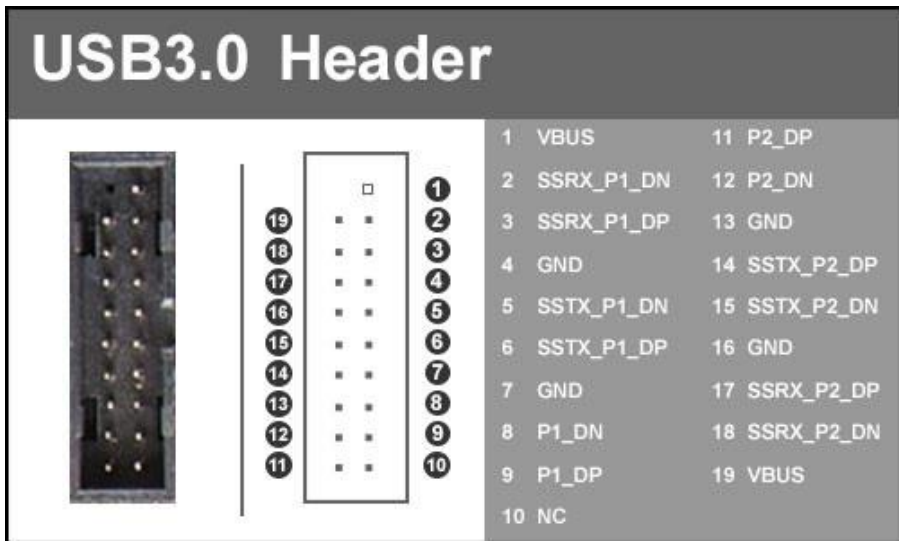 USB3.0 Header
1
19 2
18 3
17 4
16 5
15 6
14 7
13 8
12 9
11 10
1 VBUS 11 P2_DP
2 SSRX_P1_DN 12 P2_DN
3 SSRX_P1_DP 13 GND
4 GND 14 SSTX_P2_DP
5 SSTX_P1_DN 15 SSTX_P2_DN
6 SSTX_P1_DP 16 GND
7 GND 17 SSRX_P2_DP
8 P1_DN 18 SSRX_P2_DN
9 P1_DP 19 VBUS
10 NC